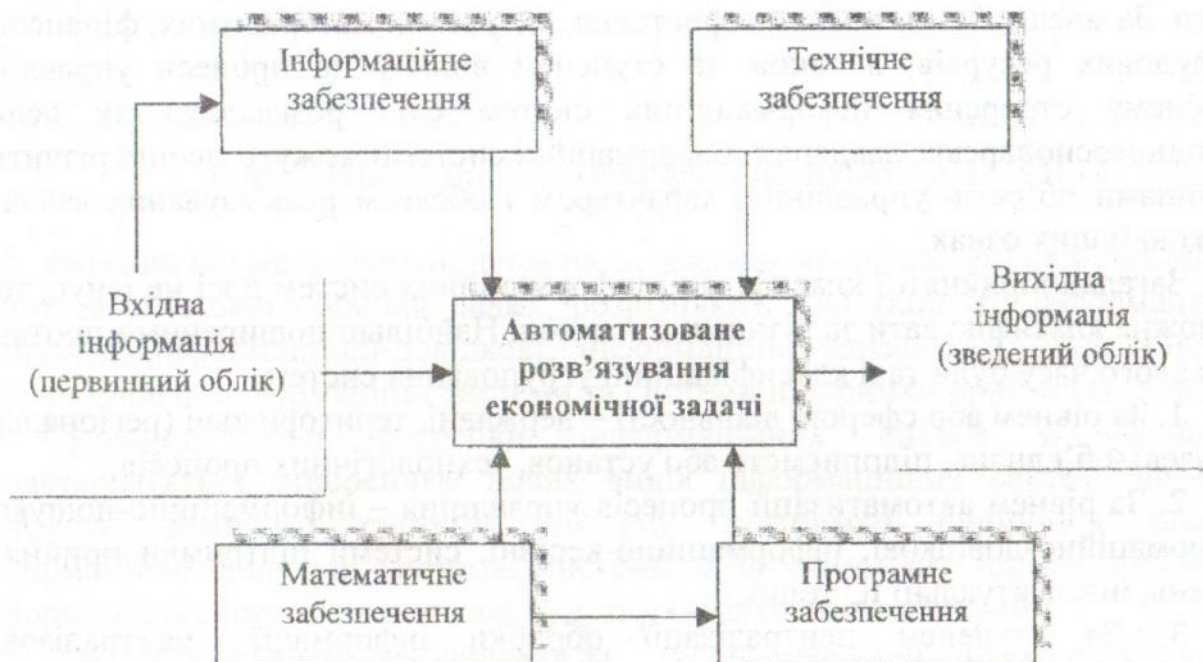 Інформаційне
забезпечення
Технічне
забезпечення
Вхідна
інформація
(первинний облік)
Автоматизоване
розв’язування
економічної задачі
Вихідна
інформація
(зведений облік)
Математичне
забезпечення
Програмне
забезпечення